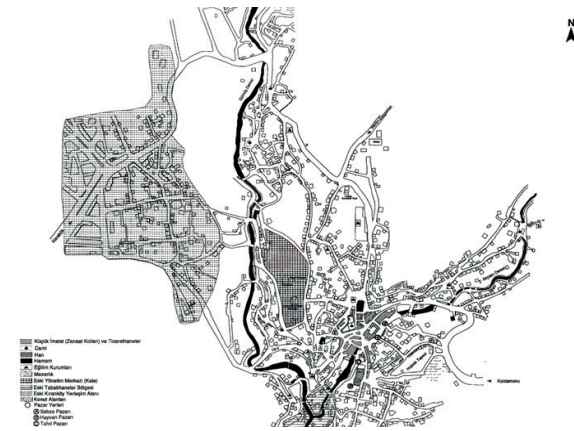 N
Küçük İmalat (Zanaat Kolları) ve Ticarethaneler
Cami
Han
Hamam
Eğitim Kurumları
Mezarlık
Eski Yönetim Merkezi (Kale)
Eski Tabakhaneler Bölgesi
Eski Kıranköy Yerleşim Alanı
Konut Alanları
Pazar Yerleri
Sebze Pazarı
Hayvan Pazarı
Tahıl Pazarı
Kastamonu